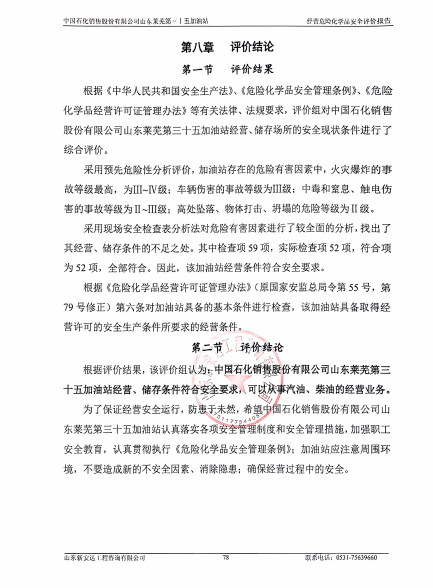 中国石化销售股份有限公司山东莱芜第三十五加油站 经营危险化学品安全评价报告
第八章 评价结论
第一节 评价结果
根据《中华人民共和国安全生产法》、《危险化学品安全管理条例》、《危险
化学品经营许可证管理办法》等有关法律、法规要求，评价组对中国石化销售
股份有限公司山东莱芜第三十五加油站经营、储存场所的安全现状条件进行了
综合评价。
采用预先危险性分析评价，加油站存在的危险有害因素中，火灾爆炸的事
故等级最高，为Ⅲ~Ⅳ级；车辆伤害的事故等级为Ⅲ级；中毒和窒息、触电伤
害的事故等级为Ⅱ~Ⅲ级；高处坠落、物体打击、坍塌的危险等级为Ⅱ级。
采用现场安全检查表分析法对危险有害因素进行了较全面的分析，找出了
其经营、储存条件的不足之处。其中检查项 59 项，实际检查项 52 项，符合项
为 52 项，全部符合。因此，该加油站经营条件符合安全要求。
根据《危险化学品经营许可证管理办法》（原国家安监总局令第 55 号，第
79 号修正）第六条对加油站具备的基本条件进行检查，该加油站具备取得经
营许可的安全生产条件所要求的经营条件。
第二节 评价结论
根据评价结果，该评价组认为：中国石化销售股份有限公司山东莱芜第三
十五加油站经营、储存条件符合安全要求，可以从事汽油、柴油的经营业务。
为了保证经营安全运行，防患于未然，希望中国石化销售股份有限公司山
东莱芜第三十五加油站认真落实各项安全管理制度和安全管理措施，加强职工
安全教育，认真贯彻执行《危险化学品安全管理条例》；加油站应注意周围环
境，不要造成新的不安全因素、消除隐患；确保经营过程中的安全。
山东新安达工程咨询有限公司 78 联系电话：0531-75639660